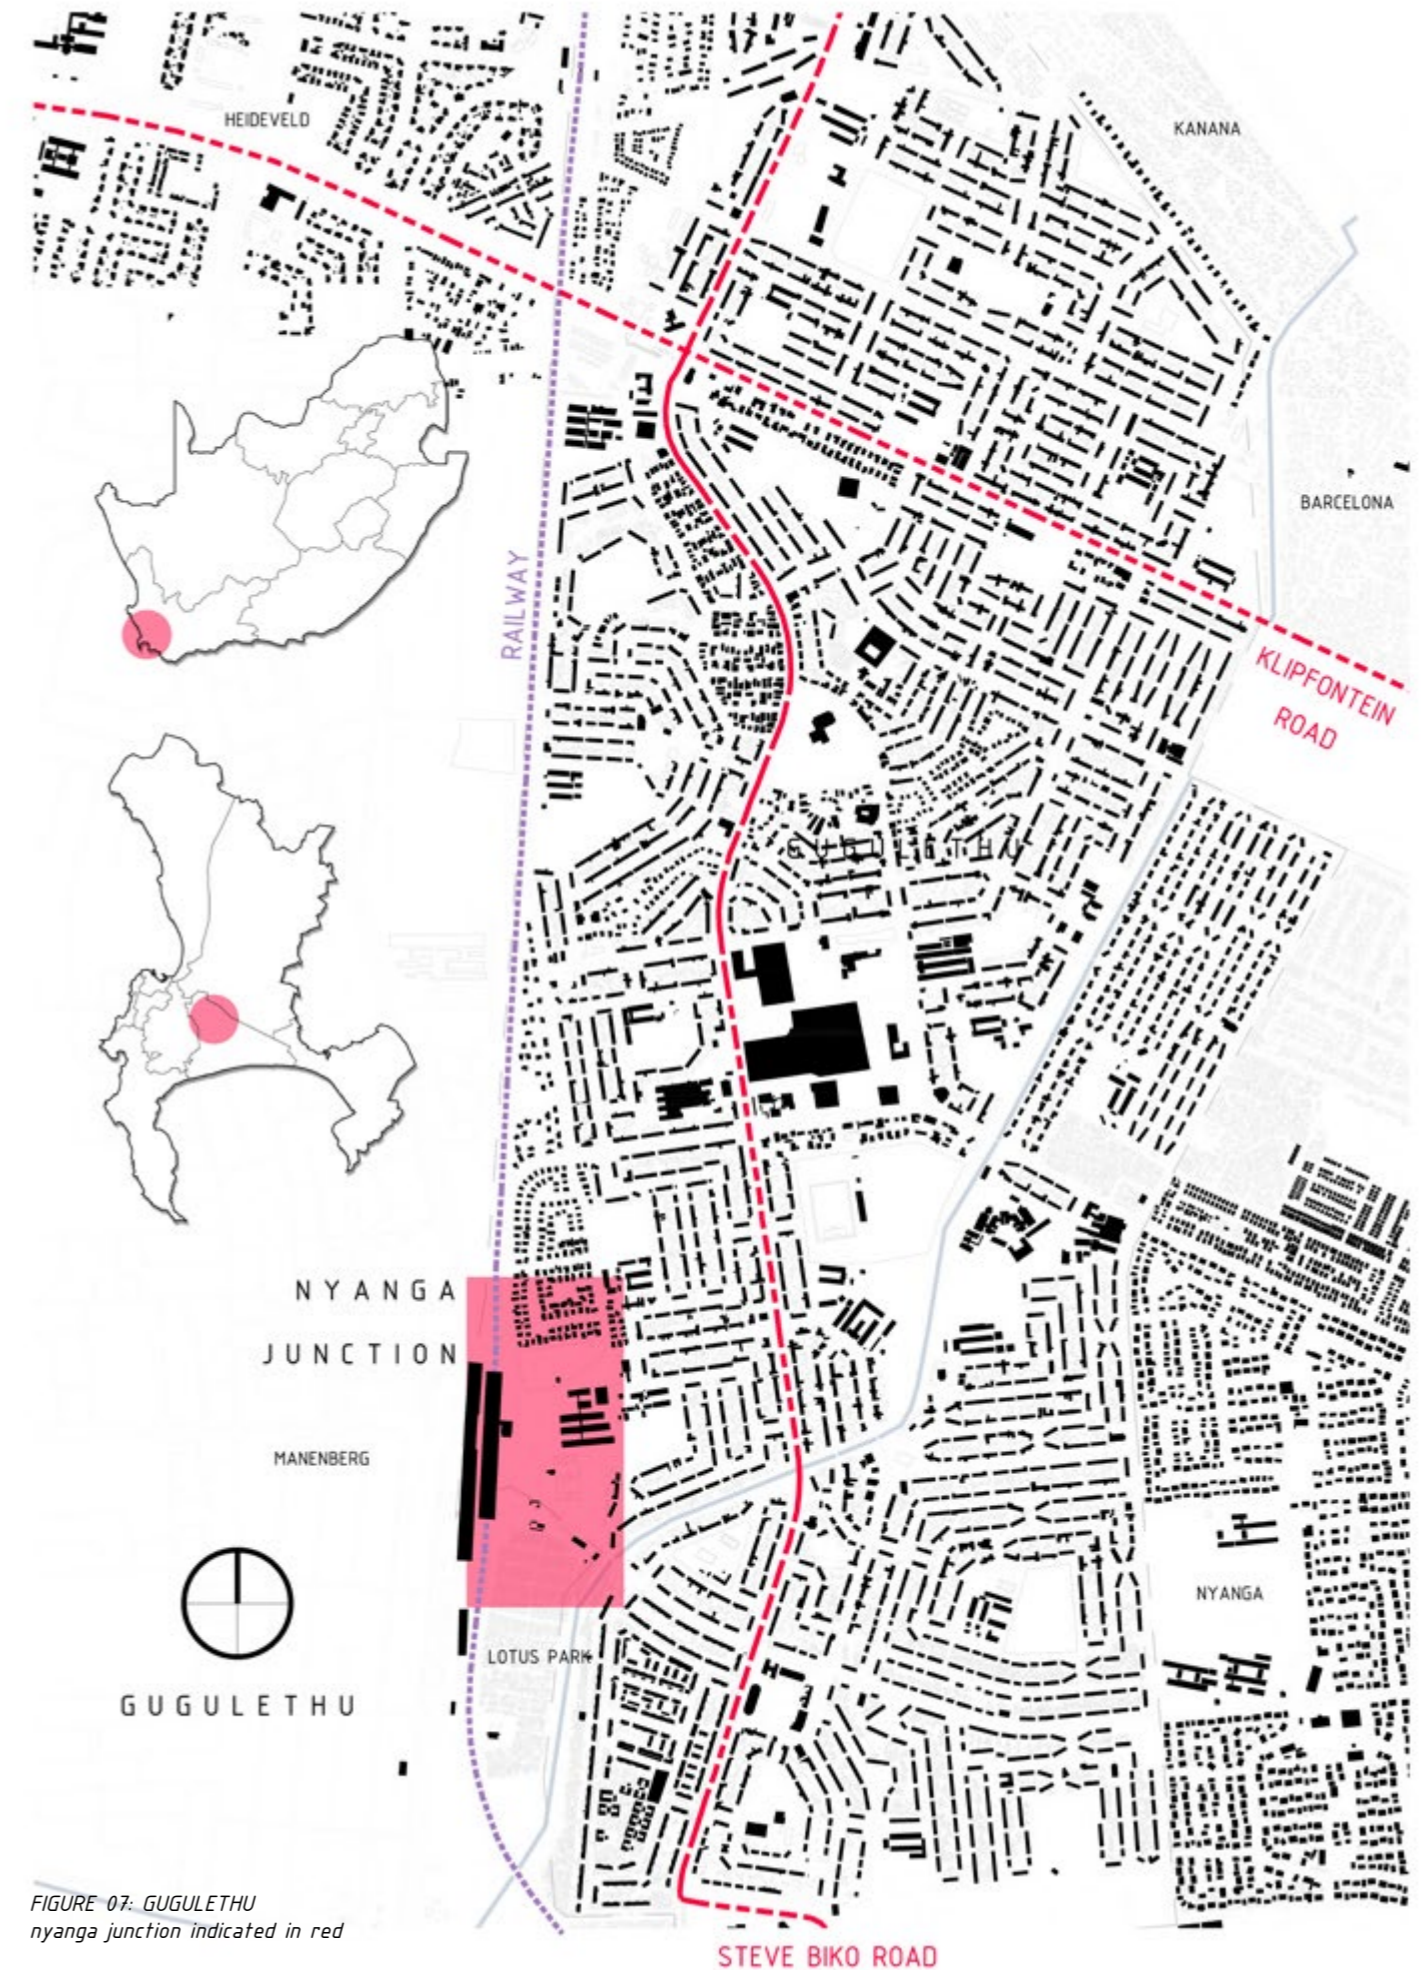 HEIDEVELD
KANANA
BARCELONA
RAILWAY
KLIPFONTEIN
ROAD
GUGULETHU
NYANGA
JUNCTION
MANENBERG
NYANGA
LOTUS PARK
GUGULETHU
FIGURE 07: GUGULETHU
nyanga junction indicated in red
STEVE BIKO ROAD